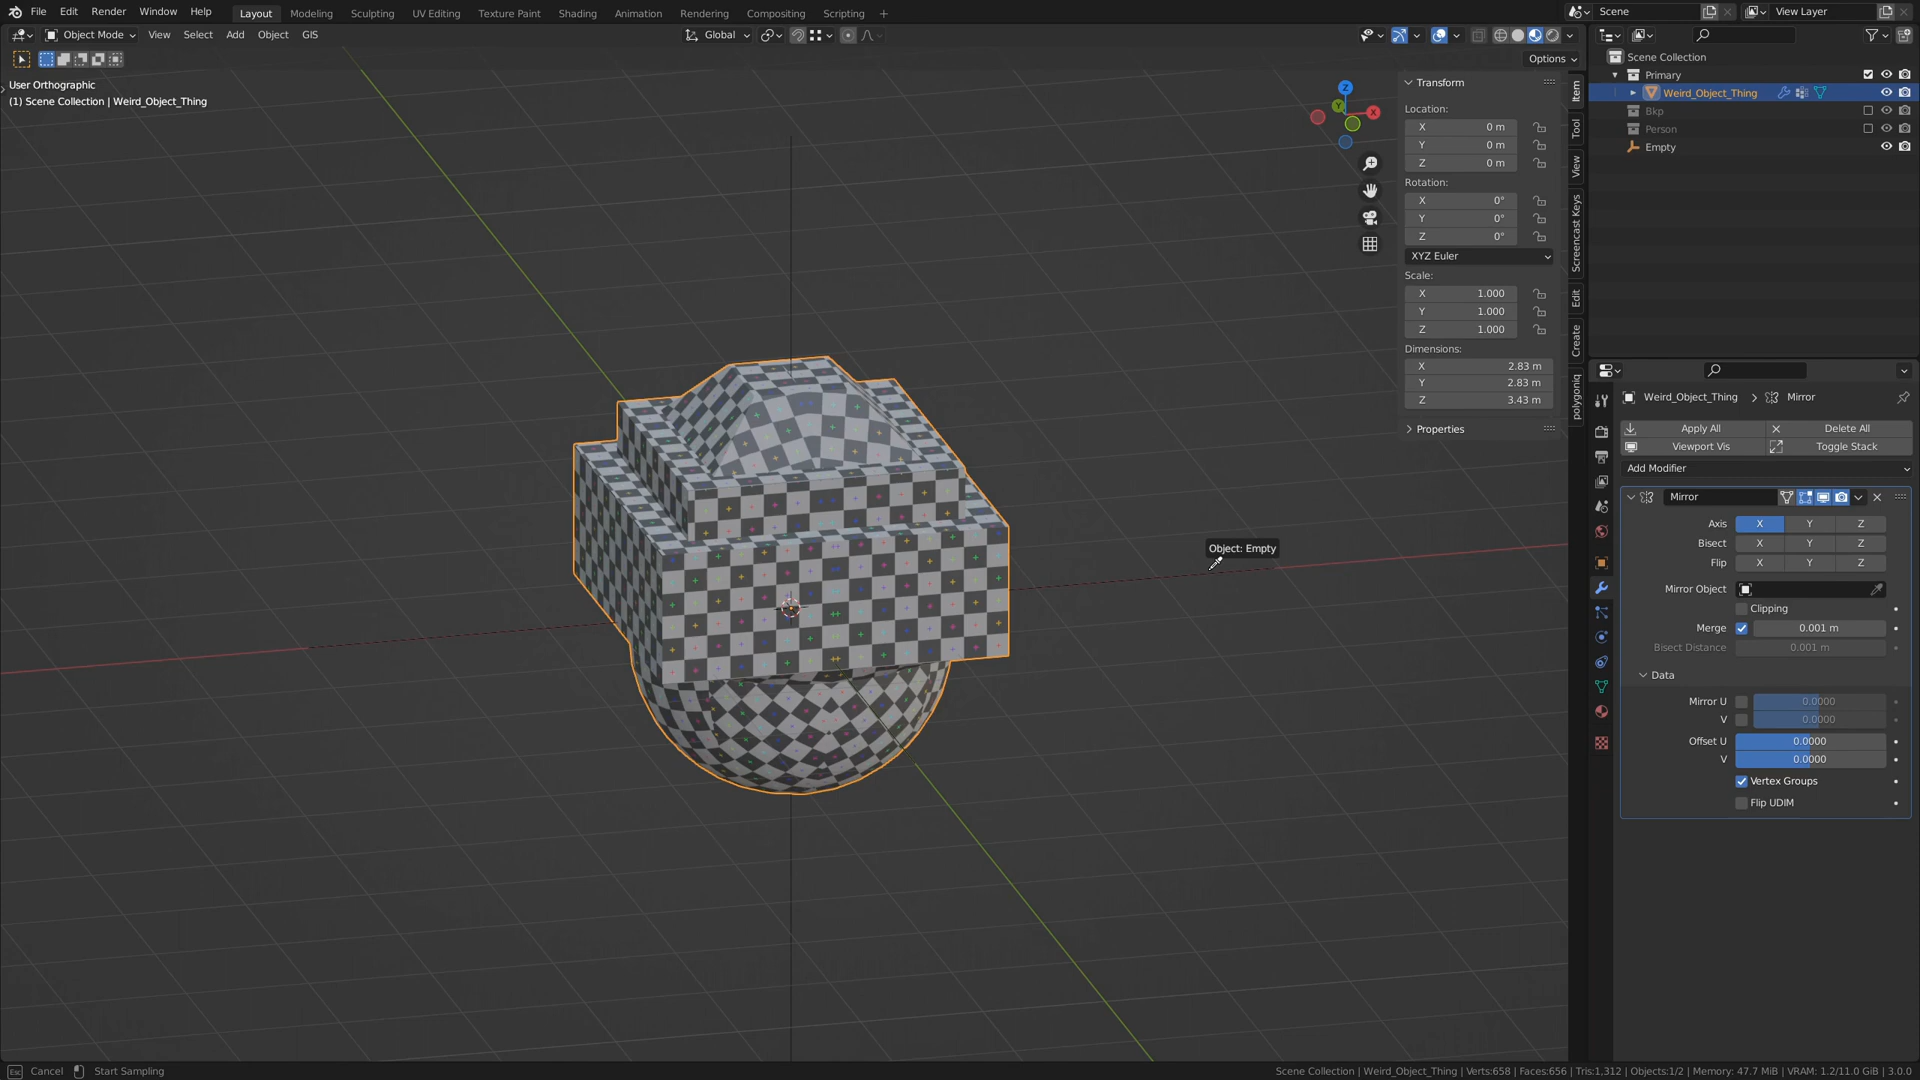 File Edit Render Window Help Layout Modeling Sculpting UV Editing Texture Paint Shading Animation Rendering Compositing Scripting + Scene View Layer
Object Mode View Select Add Object GIS Global
Options
User Orthographic
(1) Scene Collection | Weird_Object_Thing
Z
Y
X
Transform
Location:
X 0 m
Y 0 m
Z 0 m
Rotation:
X 0°
Y 0°
Z 0°
XYZ Euler
Scale:
X 1.000
Y 1.000
Z 1.000
Dimensions:
X 2.83 m
Y 2.83 m
Z 3.43 m
Properties
Item
Tool
View
Screencast Keys
Edit
Create
polygoniq
Scene Collection
Primary
Weird_Object_Thing
Bkp
Person
Empty
Weird_Object_Thing > Mirror
Apply All Delete All
Viewport Vis Toggle Stack
Add Modifier
Mirror
Axis X Y Z
Bisect X Y Z
Flip X Y Z
Mirror Object
Clipping
Merge 0.001 m
Bisect Distance 0.001 m
Data
Mirror U 0.0000
V 0.0000
Offset U 0.0000
V 0.0000
Vertex Groups
Flip UDIM
Object: Empty
Esc Cancel Start Sampling
Scene Collection | Weird_Object_Thing | Verts:658 | Faces:656 | Tris:1,312 | Objects:1/2 | Memory: 47.7 MiB | VRAM: 1.2/11.0 GiB | 3.0.0